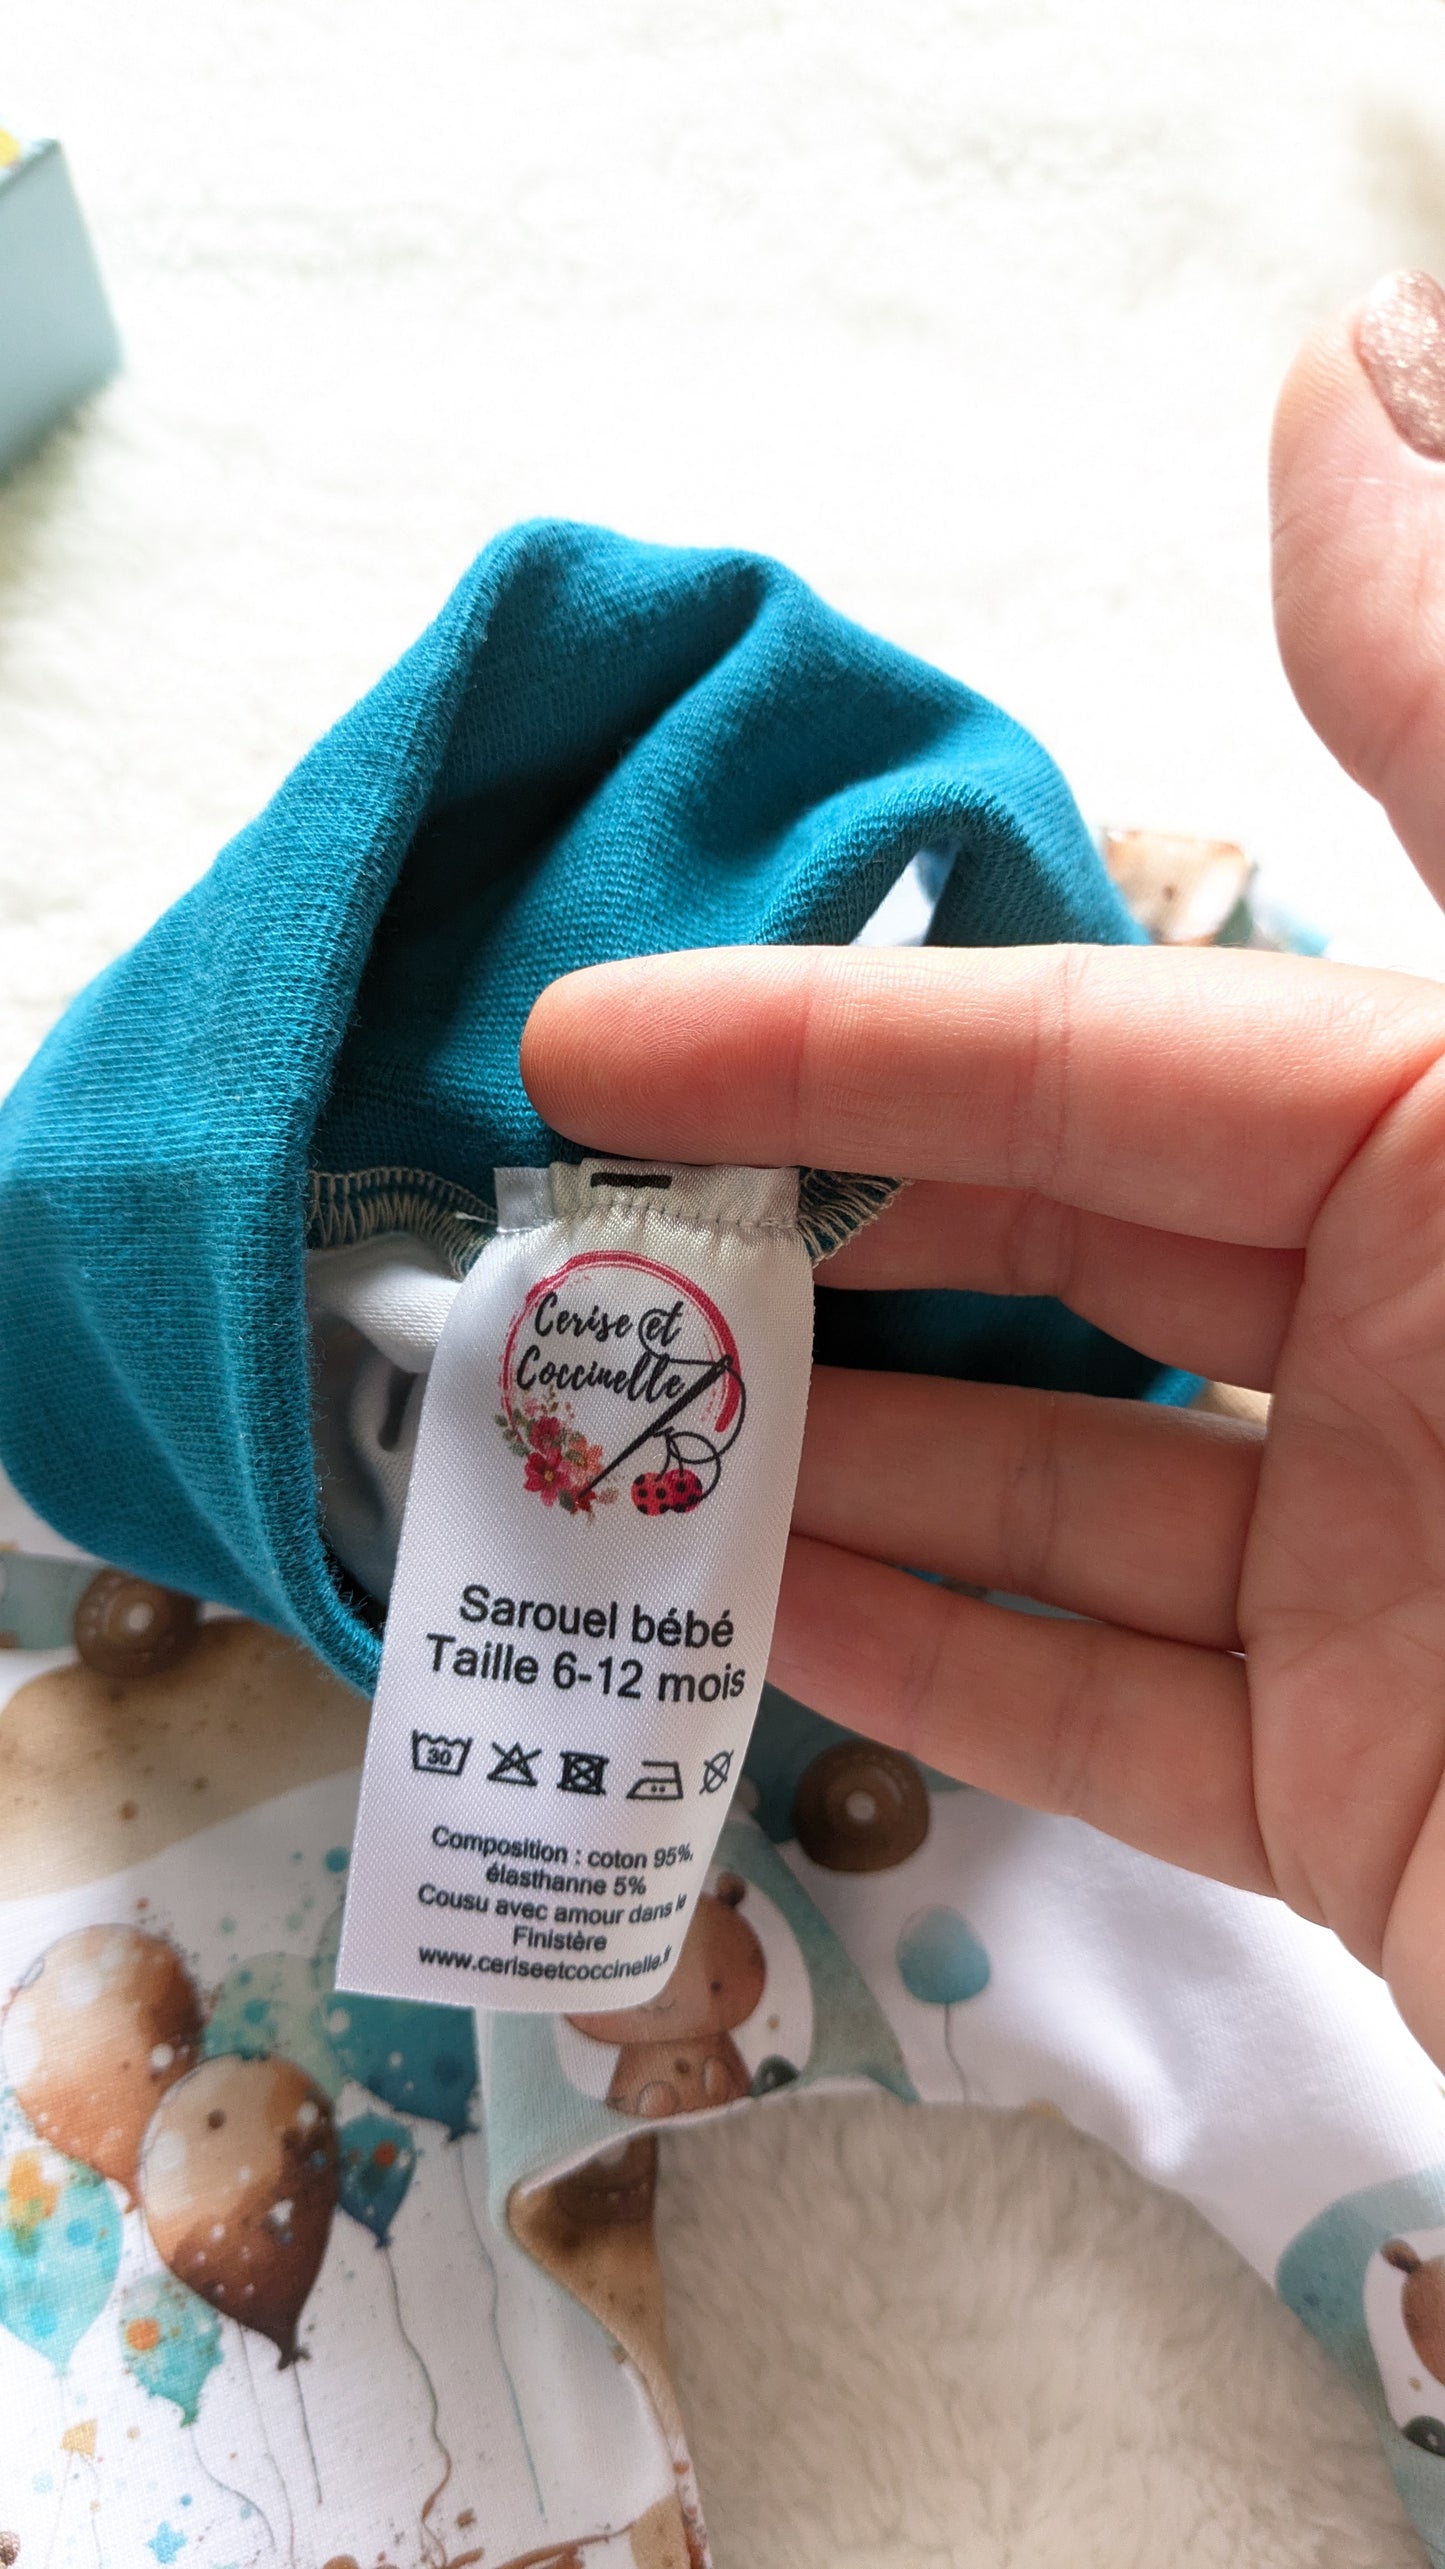 Cerise et
Coccinelle
Sarouel bébé
Taille 6-12 mois
30
Composition : coton 95%,
élasthanne 5%
Cousu avec amour dans le
Finistère
www.ceriseetcoccinelle.fr